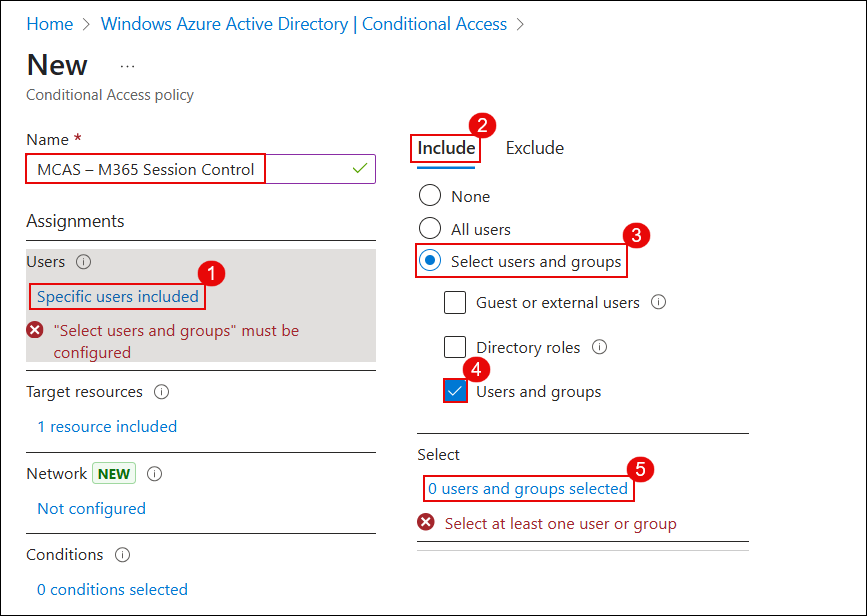 Home > Windows Azure Active Directory | Conditional Access >
New ...
Conditional Access policy
Name *
MCAS – M365 Session Control
Assignments
Users
1
Specific users included
"Select users and groups" must be
configured
Target resources
1 resource included
Network NEW
Not configured
Conditions
0 conditions selected
2
Include Exclude
None
All users
3
Select users and groups
Guest or external users
Directory roles
4
Users and groups
Select
5
0 users and groups selected
Select at least one user or group